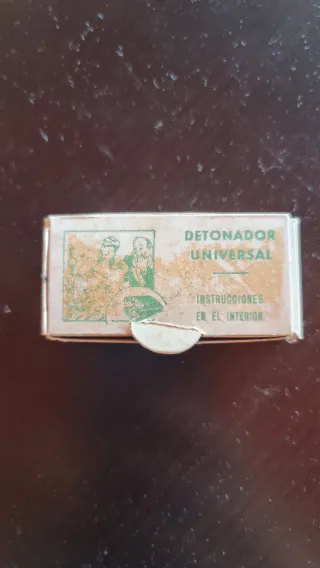 DETONADOR
UNIVERSAL
INSTRUCCIONES
EN EL INTERIOR